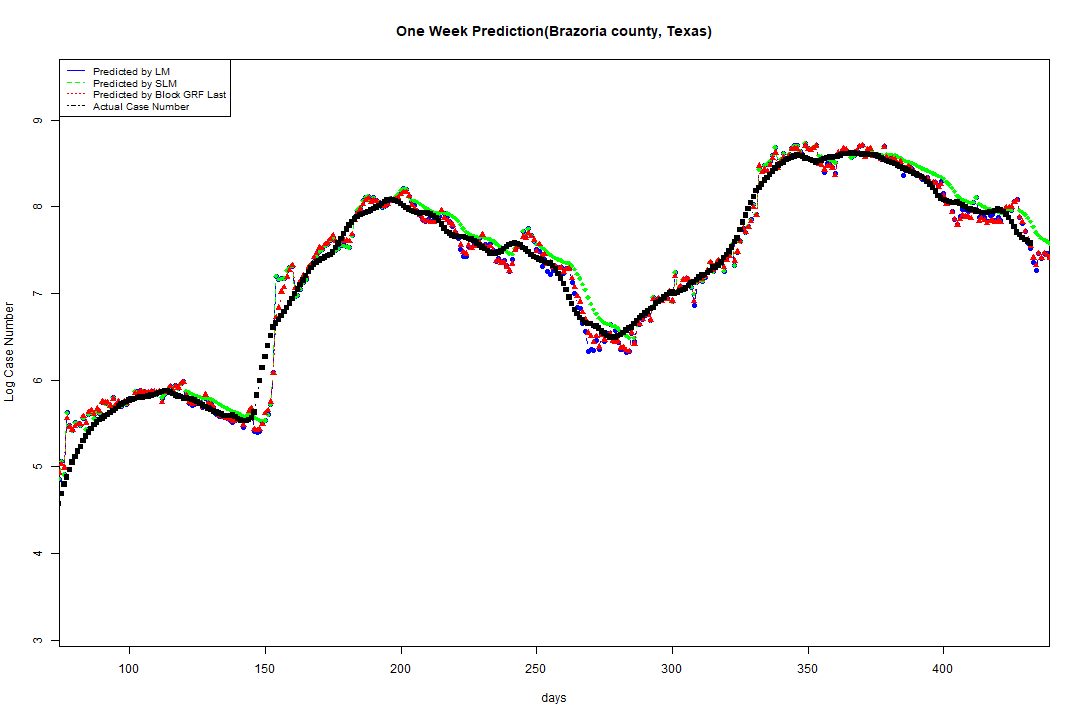 One Week Prediction(Brazoria county, Texas)
Predicted by LM
Predicted by SLM
Predicted by Block GRF Last
Actual Case Number
9
8
7
6
5
4
3
Log Case Number
100 150 200 250 300 350 400
days